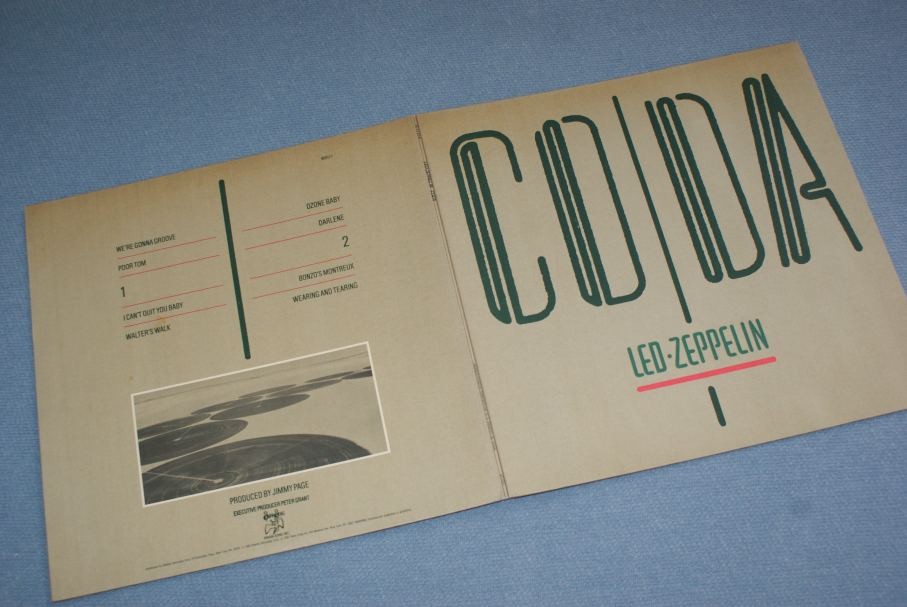 WE'RE GONNA GROOVE
POOR TOM
1
I CAN'T QUIT YOU BABY
WALTER'S WALK
OZONE BABY
DARLENE
2
BONZO'S MONTREUX
WEARING AND TEARING
PRODUCED BY JIMMY PAGE
EXECUTIVE PRODUCER PETER GRANT
CODA
LED·ZEPPELIN